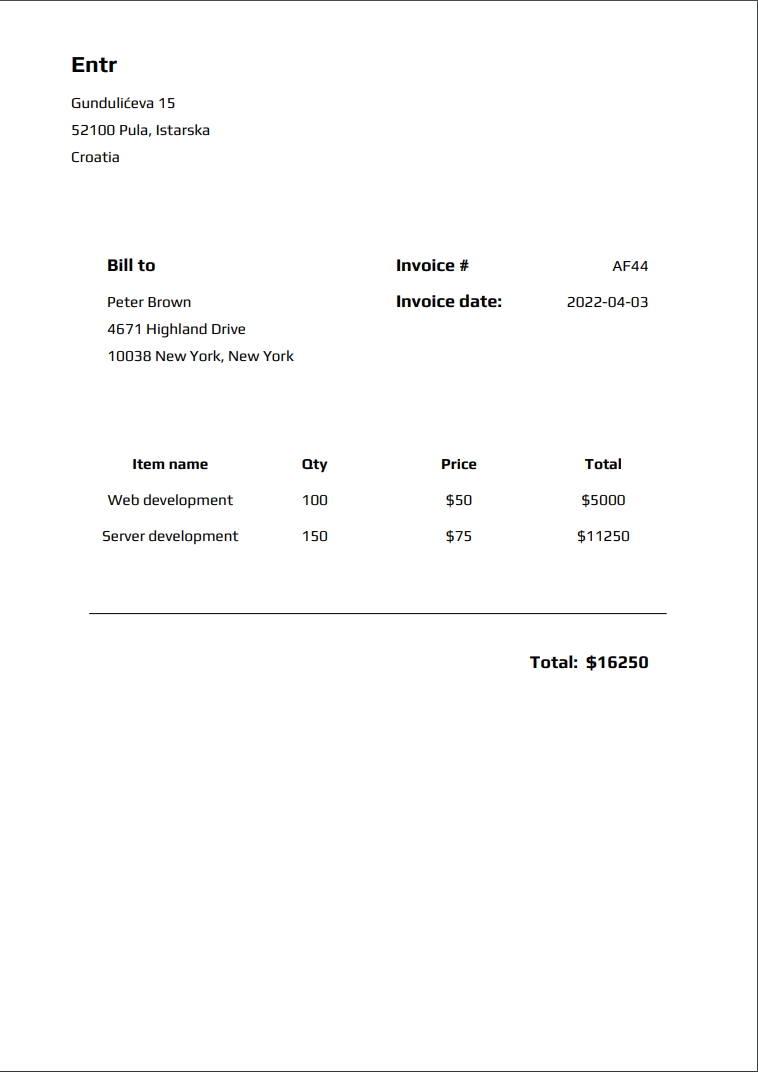 Entr
Gundulićeva 15
52100 Pula, Istarska
Croatia
Bill to
Peter Brown
4671 Highland Drive
10038 New York, New York
Invoice # AF44
Invoice date: 2022-04-03
Item name Qty Price Total
Web development 100 $50 $5000
Server development 150 $75 $11250
Total: $16250